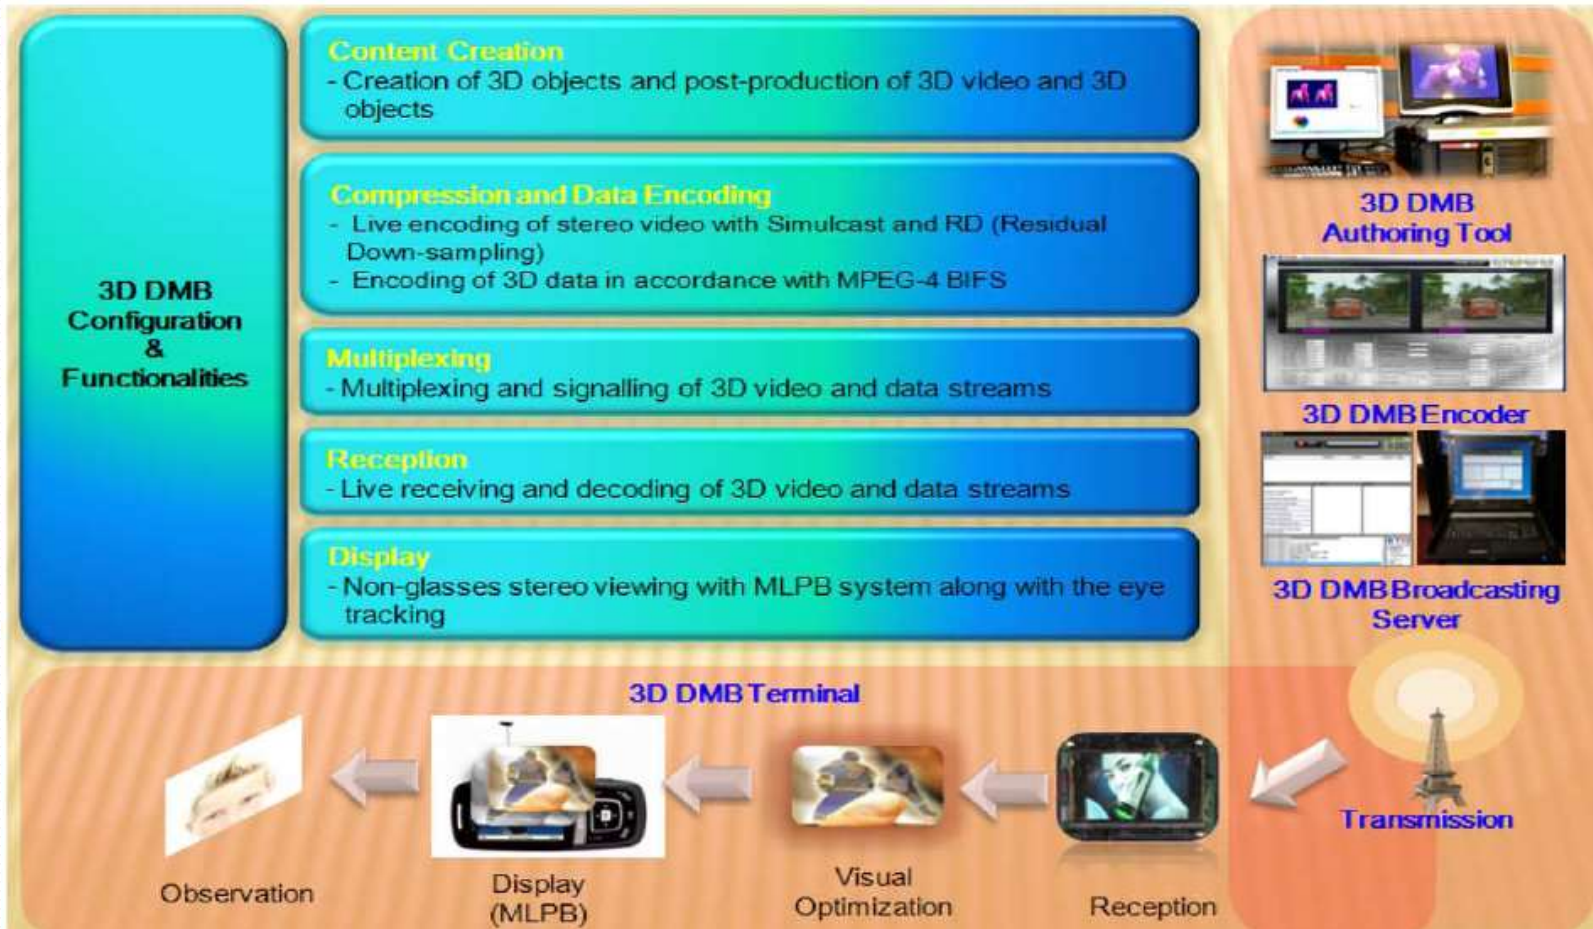 3D DMB
Configuration
&
Functionalities
Content Creation
- Creation of 3D objects and post-production of 3D video and 3D
objects
Compression and Data Encoding
- Live encoding of stereo video with Simulcast and RD (Residual
Down-sampling)
- Encoding of 3D data in accordance with MPEG-4 BIFS
Multiplexing
- Multiplexing and signalling of 3D video and data streams
Reception
- Live receiving and decoding of 3D video and data streams
Display
- Non-glasses stereo viewing with MLPB system along with the eye
tracking
3D DMB
Authoring Tool
3D DMB Encoder
3D DMB Broadcasting
Server
Transmission
3D DMB Terminal
Observation
Display
(MLPB)
Visual
Optimization
Reception